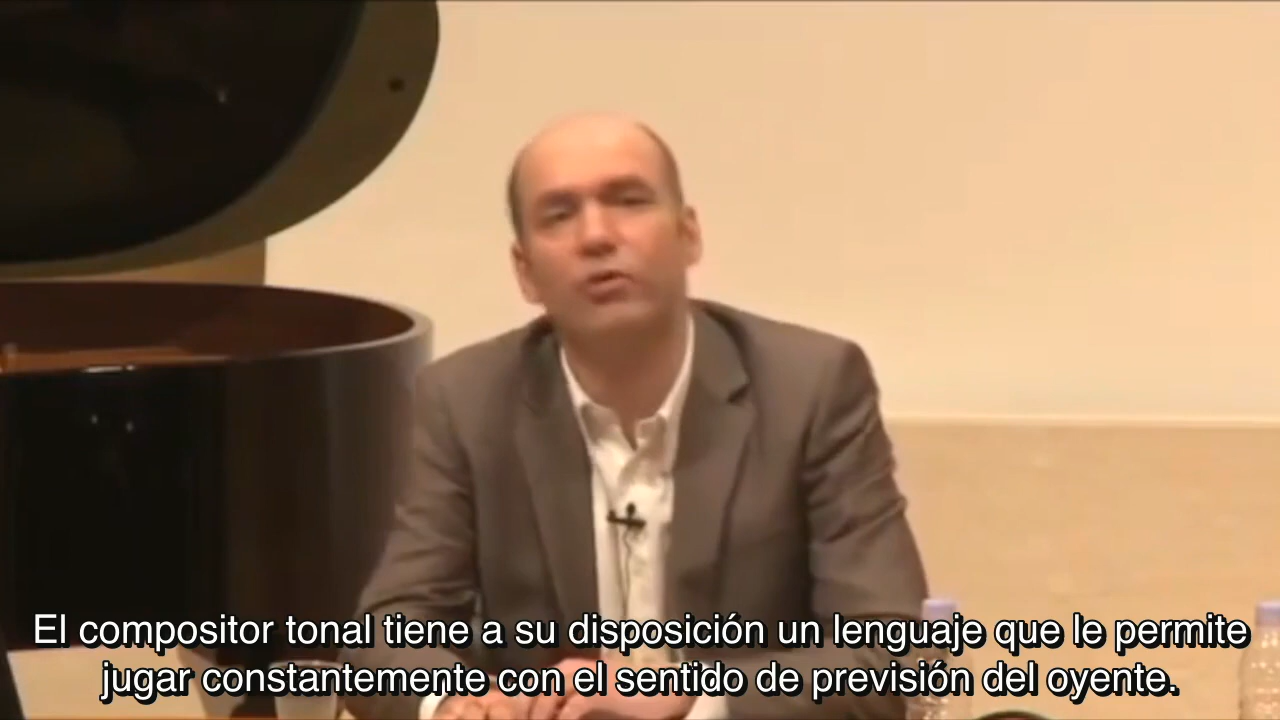 El compositor tonal tiene a su disposición un lenguaje que le permite
jugar constantemente con el sentido de previsión del oyente.